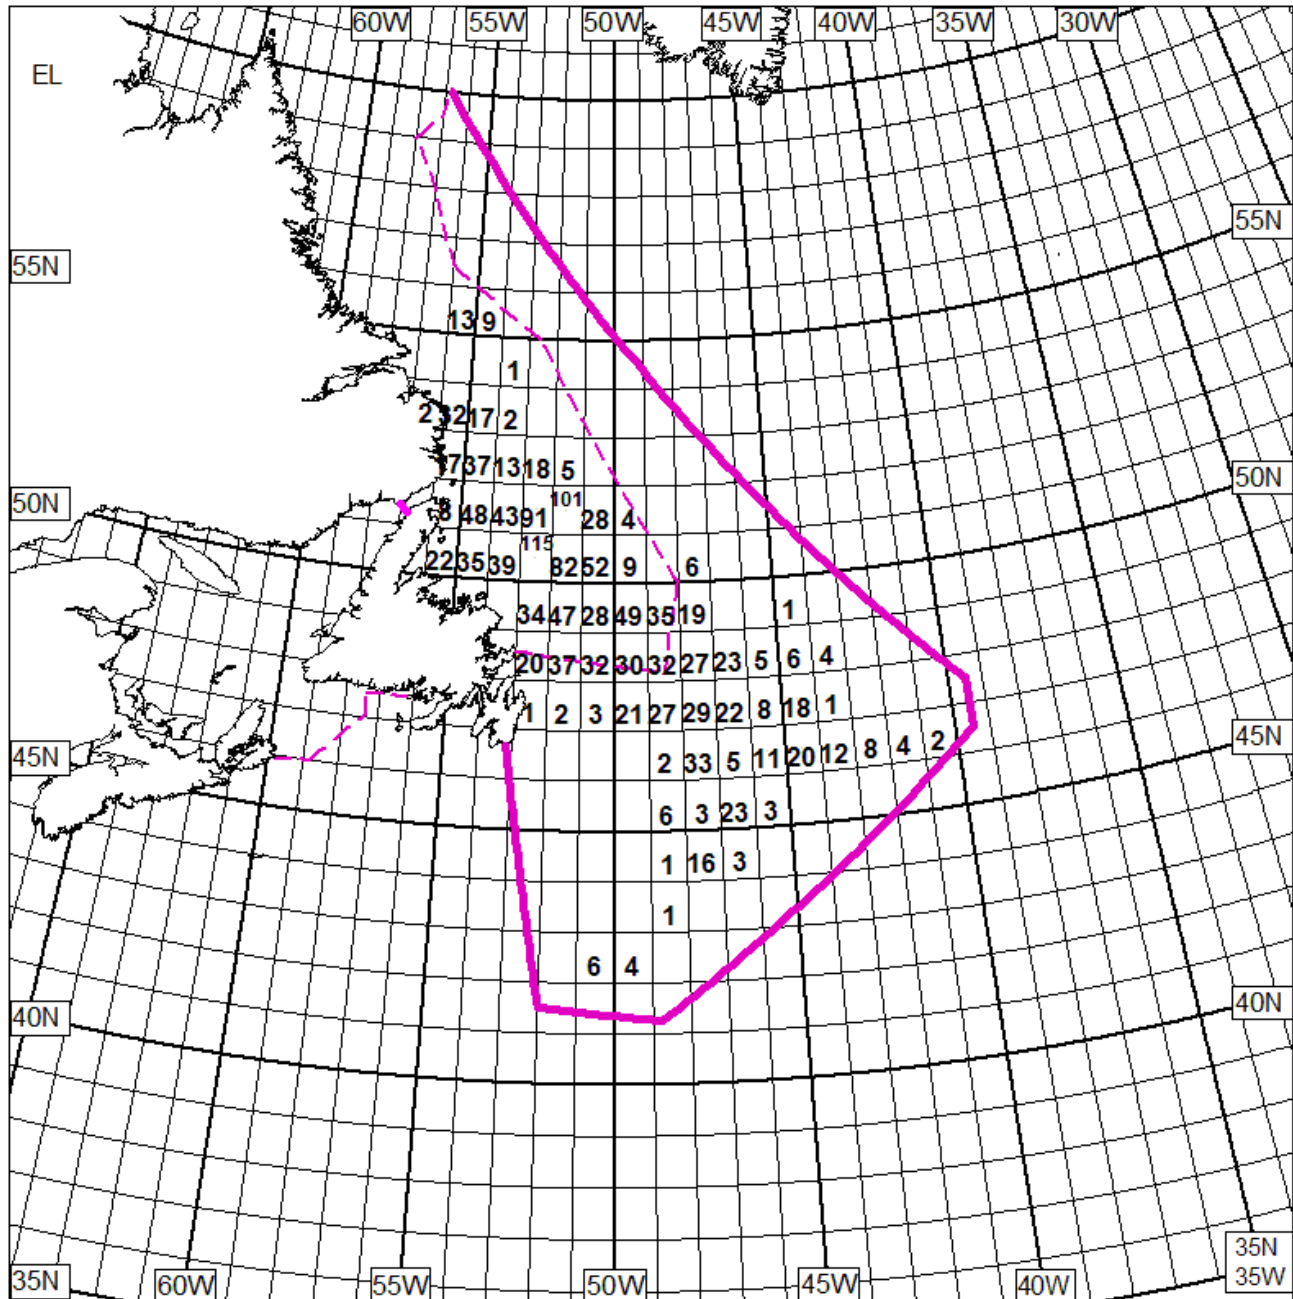 60W 55W 50W 45W 40W 35W 30W
EL
55N
55N
13 9
1
2 32 17 2
7 37 13 18 5
50N
50N
101
8 48 43 91 28 4
115
22 35 39 82 52 9 6
34 47 28 49 35 19 1
20 37 32 30 32 27 23 5 6 4
1 2 3 21 27 29 22 8 18 1
45N
45N
2 33 5 11 20 12 8 4 2
6 3 23 3
1 16 3
1
6 4
40N
40N
35N
35W
35N 60W 55W 50W 45W 40W